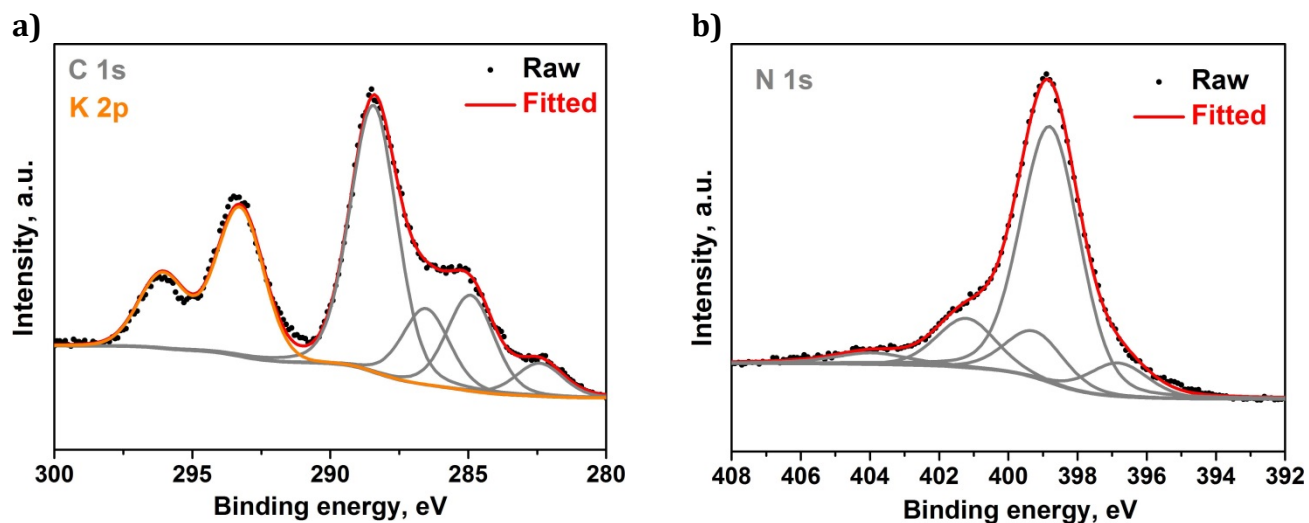 a)
C 1s
K 2p
Raw
Fitted
Intensity, a.u.
300
295
290
285
280
Binding energy, eV
b)
N 1s
Raw
Fitted
Intensity, a.u.
408
406
404
402
400
398
396
394
392
Binding energy, eV